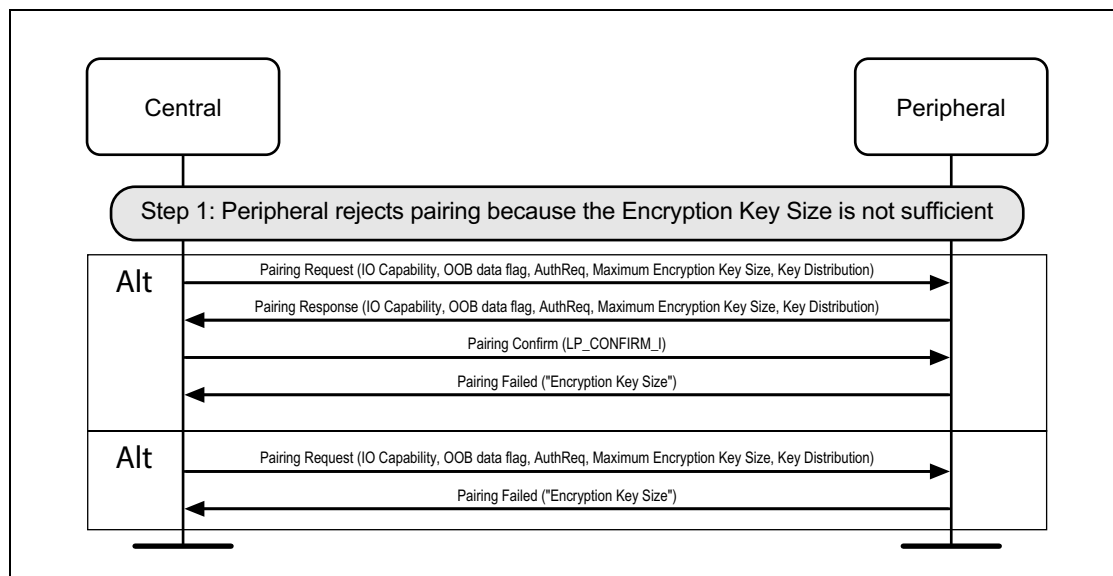 Central
Peripheral
Step 1: Peripheral rejects pairing because the Encryption Key Size is not sufficient
Alt
Pairing Request (IO Capability, OOB data flag, AuthReq, Maximum Encryption Key Size, Key Distribution)
Pairing Response (IO Capability, OOB data flag, AuthReq, Maximum Encryption Key Size, Key Distribution)
Pairing Confirm (LP_CONFIRM_I)
Pairing Failed ("Encryption Key Size")
Alt
Pairing Request (IO Capability, OOB data flag, AuthReq, Maximum Encryption Key Size, Key Distribution)
Pairing Failed ("Encryption Key Size")